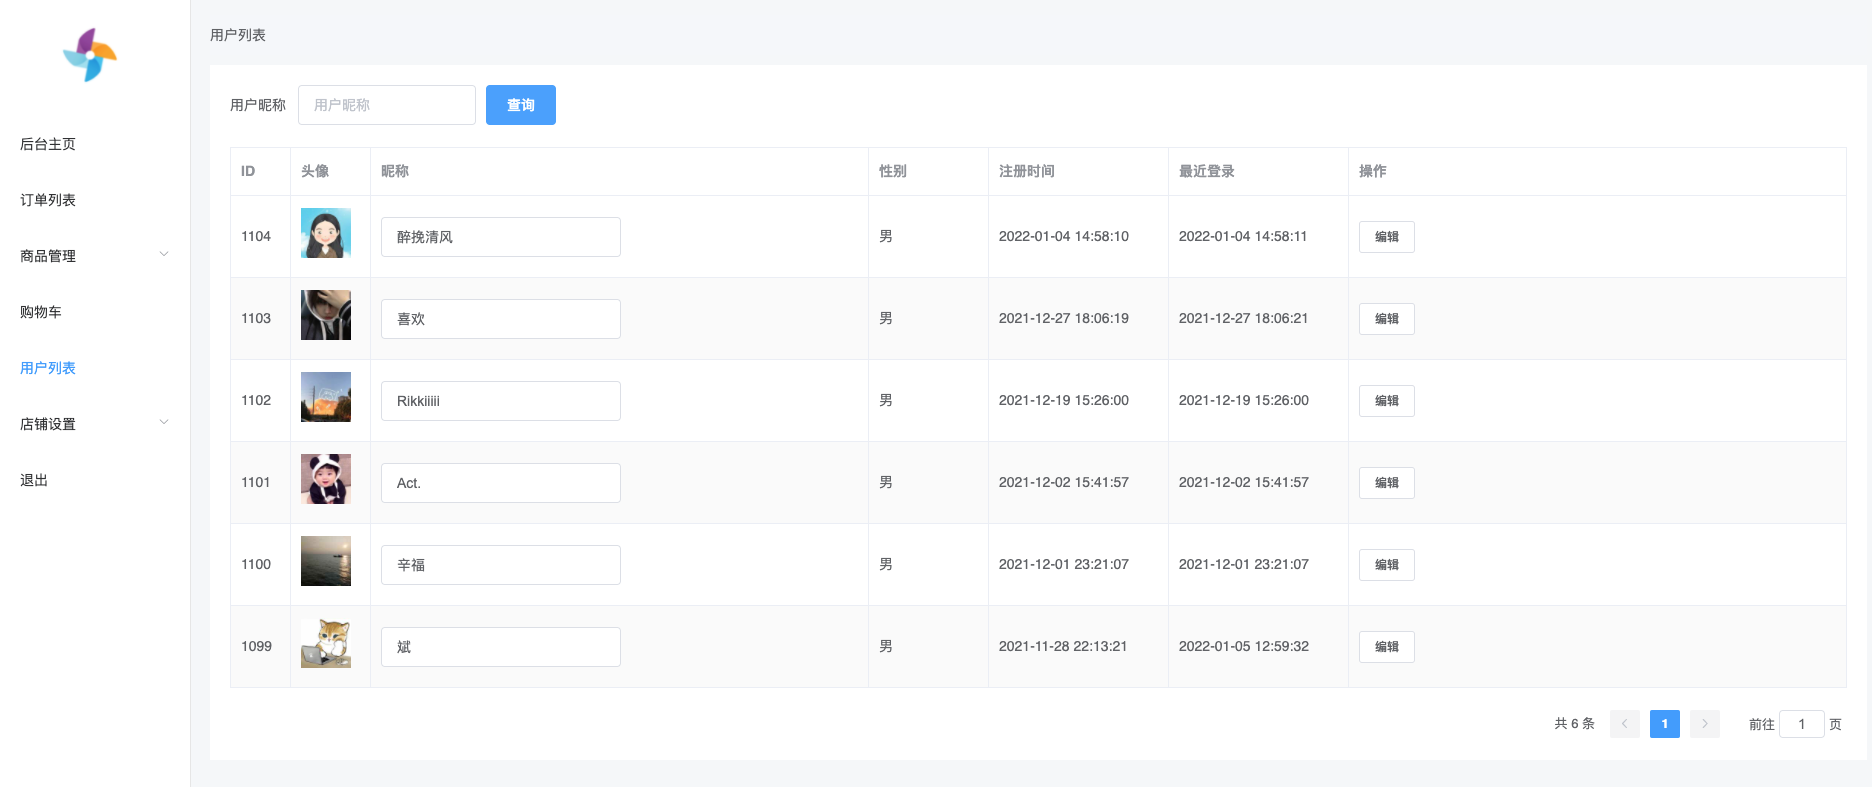 后台主页
订单列表
商品管理
购物车
用户列表
店铺设置
退出
用户列表
用户昵称 用户昵称 查询
ID 头像 昵称 性别 注册时间 最近登录 操作
1104 醉挽清风 男 2022-01-04 14:58:10 2022-01-04 14:58:11 编辑
1103 喜欢 男 2021-12-27 18:06:19 2021-12-27 18:06:21 编辑
1102 Rikkiiiii 男 2021-12-19 15:26:00 2021-12-19 15:26:00 编辑
1101 Act. 男 2021-12-02 15:41:57 2021-12-02 15:41:57 编辑
1100 辛福 男 2021-12-01 23:21:07 2021-12-01 23:21:07 编辑
1099 斌 男 2021-11-28 22:13:21 2022-01-05 12:59:32 编辑
共 6 条 1 前往 1 页